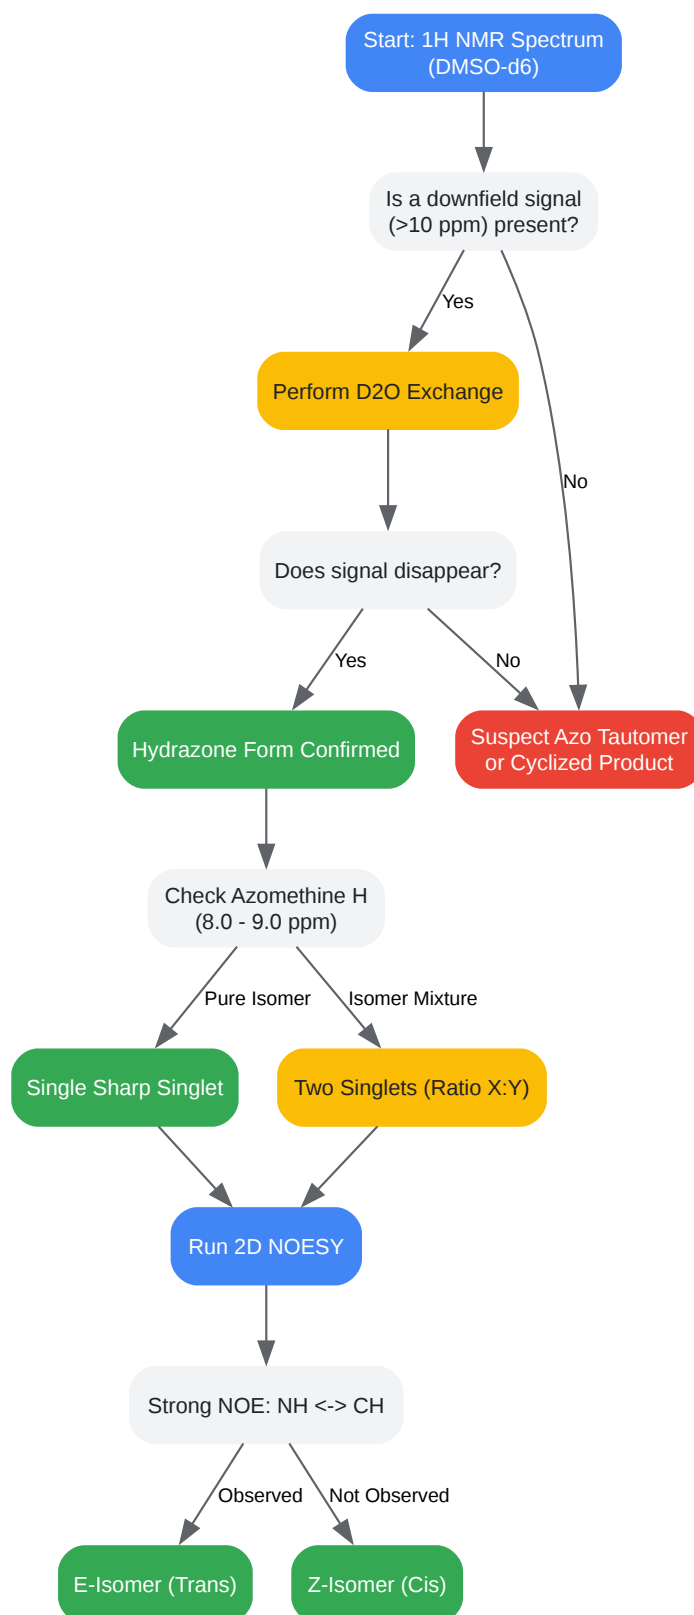 Start: 1H NMR Spectrum
(DMSO-d6)
Is a downfield signal
(>10 ppm) present?
Yes
Perform D2O Exchange
No
Does signal disappear?
Yes
No
Hydrazone Form Confirmed
Suspect Azo Tautomer
or Cyclized Product
Check Azomethine H
(8.0 - 9.0 ppm)
Pure Isomer
Isomer Mixture
Single Sharp Singlet
Two Singlets (Ratio X:Y)
Run 2D NOESY
Strong NOE: NH <-> CH
Observed
Not Observed
E-Isomer (Trans)
Z-Isomer (Cis)